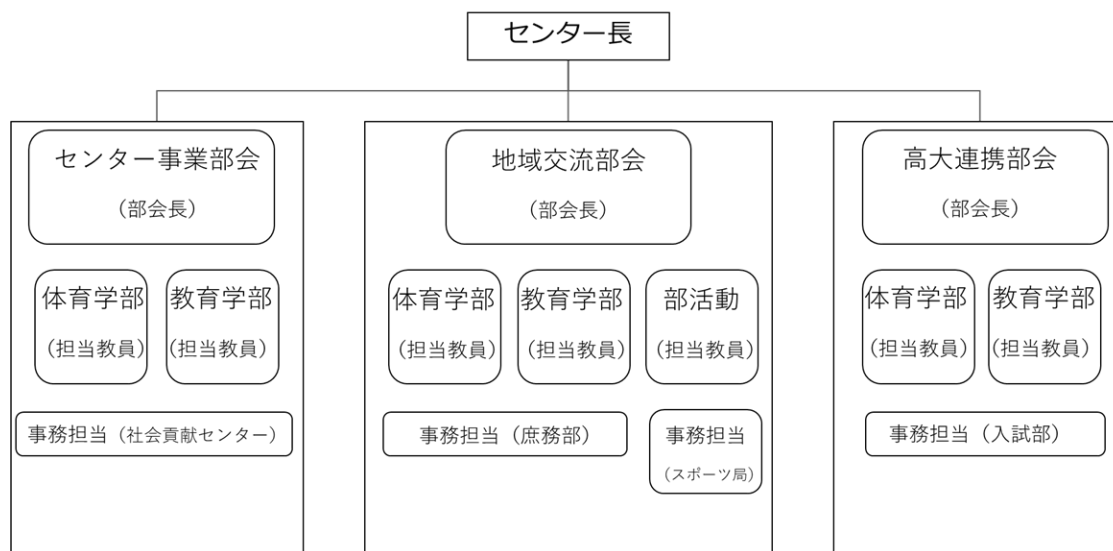 センター長
センター事業部会
（部会長）
体育学部
（担当教員）
教育学部
（担当教員）
事務担当（社会貢献センター）
地域交流部会
（部会長）
体育学部
（担当教員）
教育学部
（担当教員）
部活動
（担当教員）
事務担当（庶務部）
事務担当
（スポーツ局）
高大連携部会
（部会長）
体育学部
（担当教員）
教育学部
（担当教員）
事務担当（入試部）